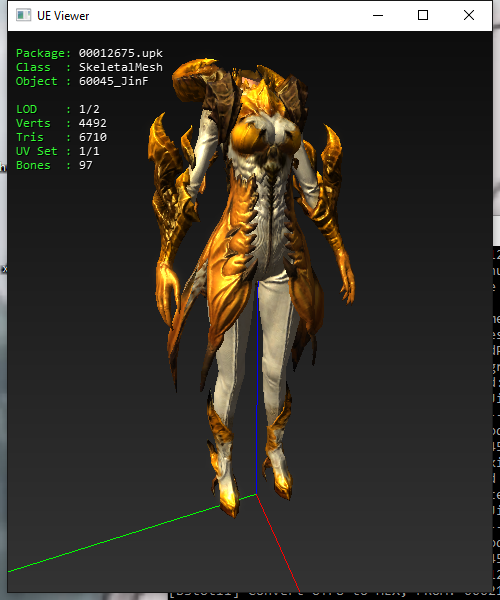 UE Viewer
Package: 00012675.upk
Class  : SkeletalMesh
Object : 60045_JinF
LOD    : 1/2
Verts  : 4492
Tris   : 6710
UV Set : 1/1
Bones  : 97